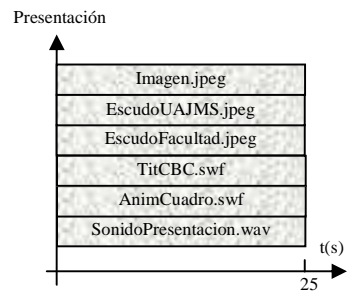 Presentación
Imagen.jpeg
EscudoUAJMS.jpeg
EscudoFacultad.jpeg
TitCBC.swf
AnimCuadro.swf
SonidoPresentacion.wav
t(s)
25